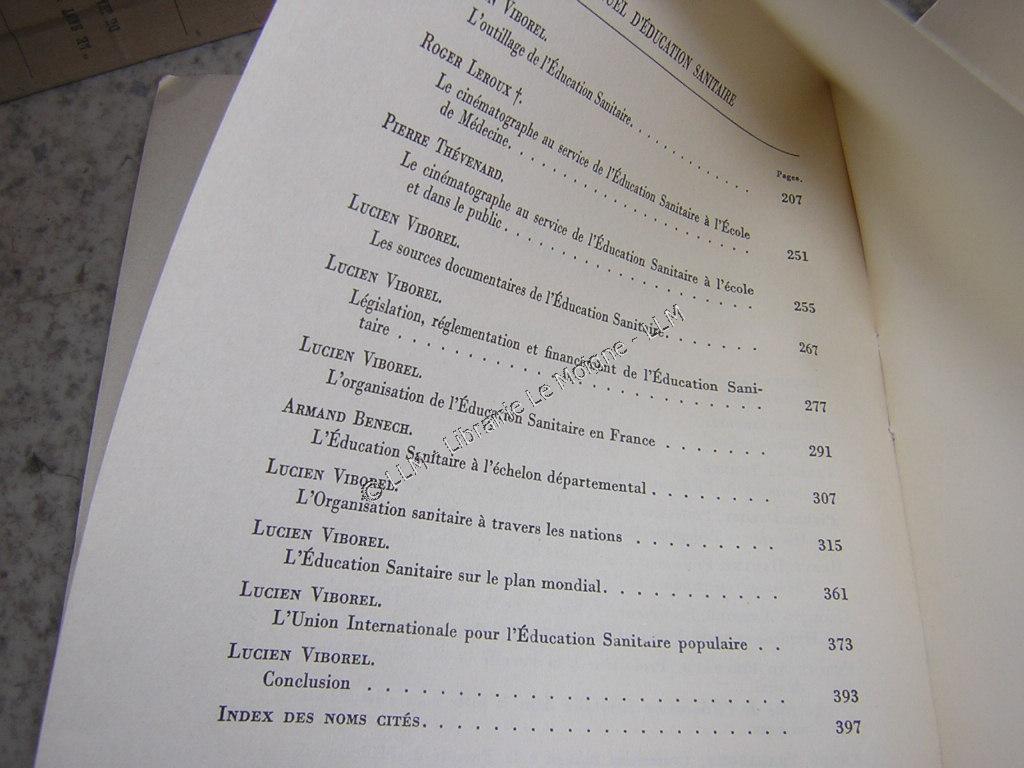 UEL D'ÉDUCATION SANITAIRE
N VIBOREL.
Pages.
L'outillage de l'Éducation Sanitaire. . . . . . . . . . . . 207
ROGER LEROUX †.
Le cinématographe au service de l'Éducation Sanitaire à l'École
de Médecine. . . . . . . . . . . . . . . . . . 251
PIERRE THÉVENARD.
Le cinématographe au service de l'Éducation Sanitaire à l'école
et dans le public . . . . . . . . . . . . . . . . . 255
LUCIEN VIBOREL.
Les sources documentaires de l'Éducation Sanitaire. . . . . . . 267
LUCIEN VIBOREL.
Législation, réglementation et financement de l'Éducation Sani-
taire . . . . . . . . . . . . . . . . . . . . . . . 277
LUCIEN VIBOREL.
L'organisation de l'Éducation Sanitaire en France . . . . . . . 291
ARMAND BENECH.
L'Éducation Sanitaire à l'échelon départemental . . . . . . . 307
LUCIEN VIBOREL.
L'Organisation sanitaire à travers les nations . . . . . . . . . 315
LUCIEN VIBOREL.
L'Éducation Sanitaire sur le plan mondial. . . . . . . . . . . 361
LUCIEN VIBOREL.
L'Union Internationale pour l'Éducation Sanitaire populaire . . 373
LUCIEN VIBOREL.
Conclusion . . . . . . . . . . . . . . . . . . . . . . 393
INDEX DES NOMS CITÉS. . . . . . . . . . . . . . . . . . . 397
© LLM - Librairie Le Moigne - LLM